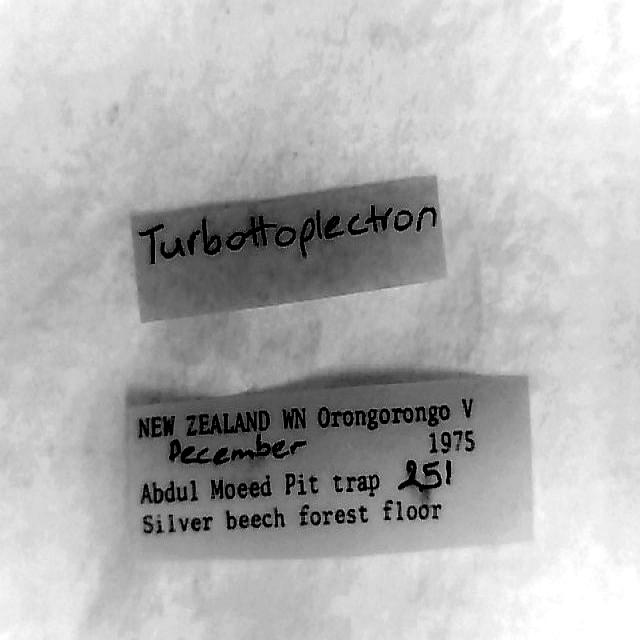 Turbottoplectron
NEW ZEALAND WN Orongorongo V
December 1975
Abdul Moeed Pit trap 251
Silver beech forest floor